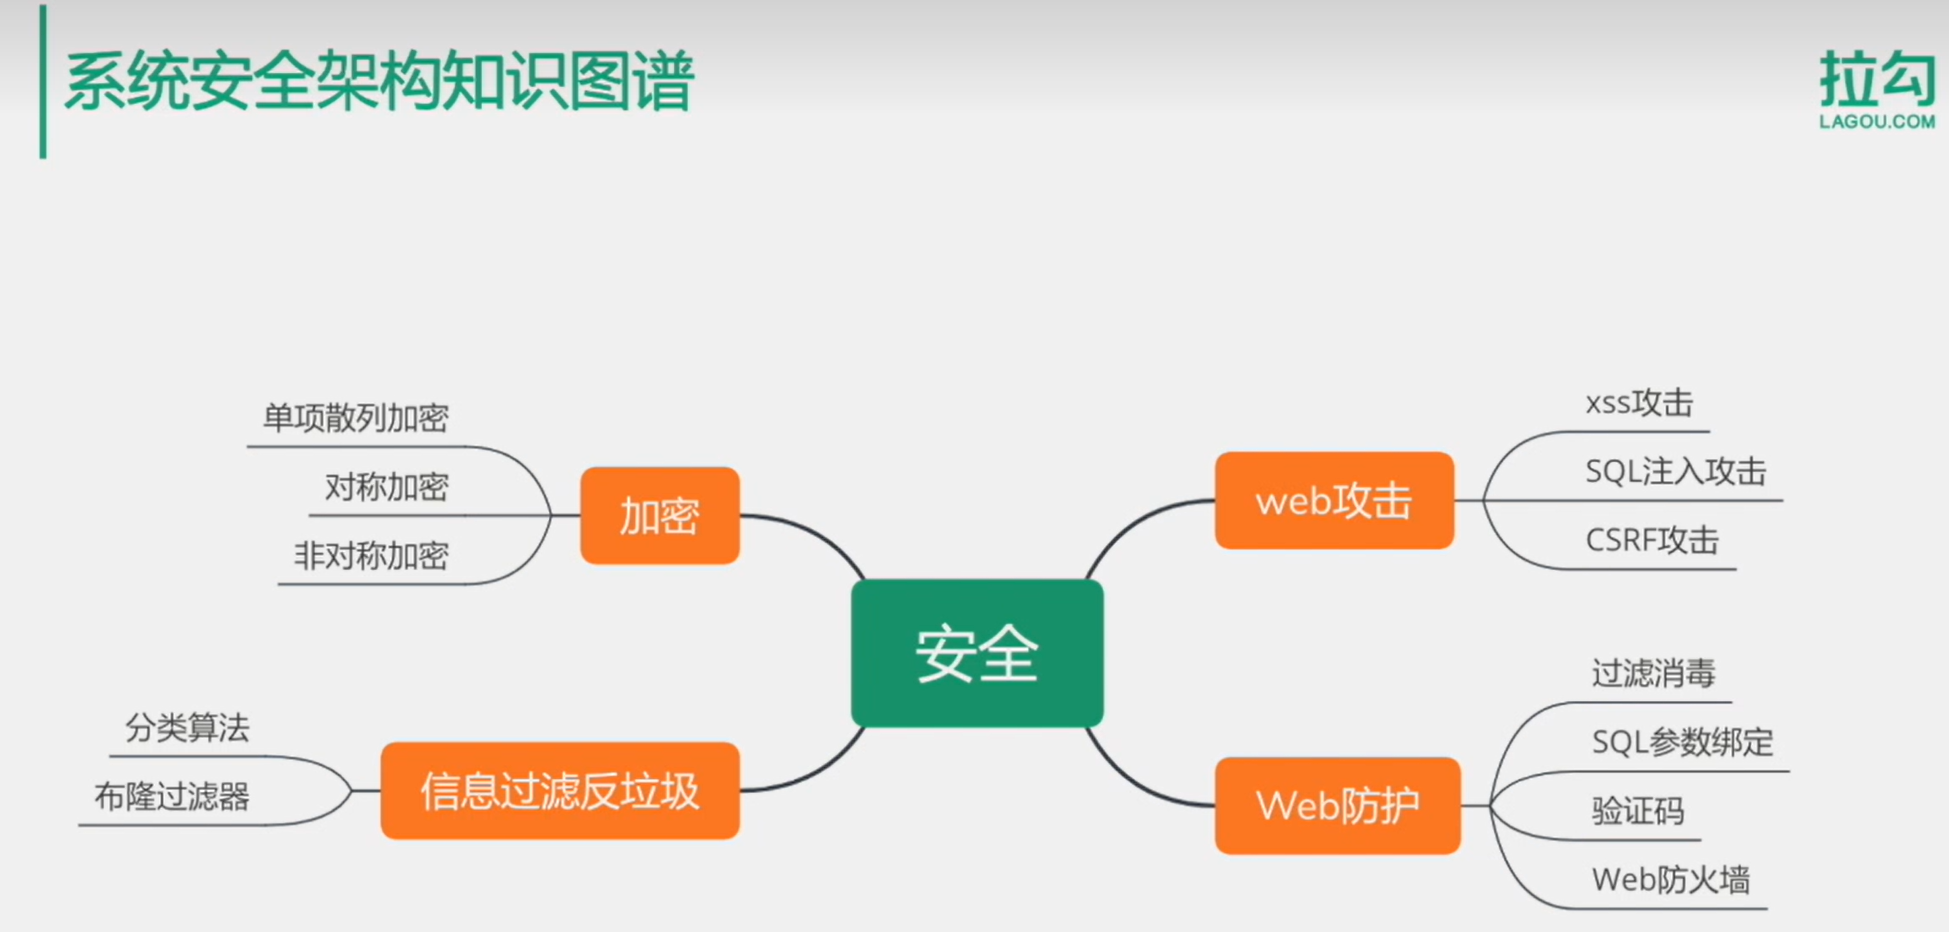 系统安全架构知识图谱
拉勾
LAGOU.COM
单项散列加密
对称加密
非对称加密
加密
分类算法
布隆过滤器
信息过滤反垃圾
安全
web攻击
xss攻击
SQL注入攻击
CSRF攻击
Web防护
过滤消毒
SQL参数绑定
验证码
Web防火墙